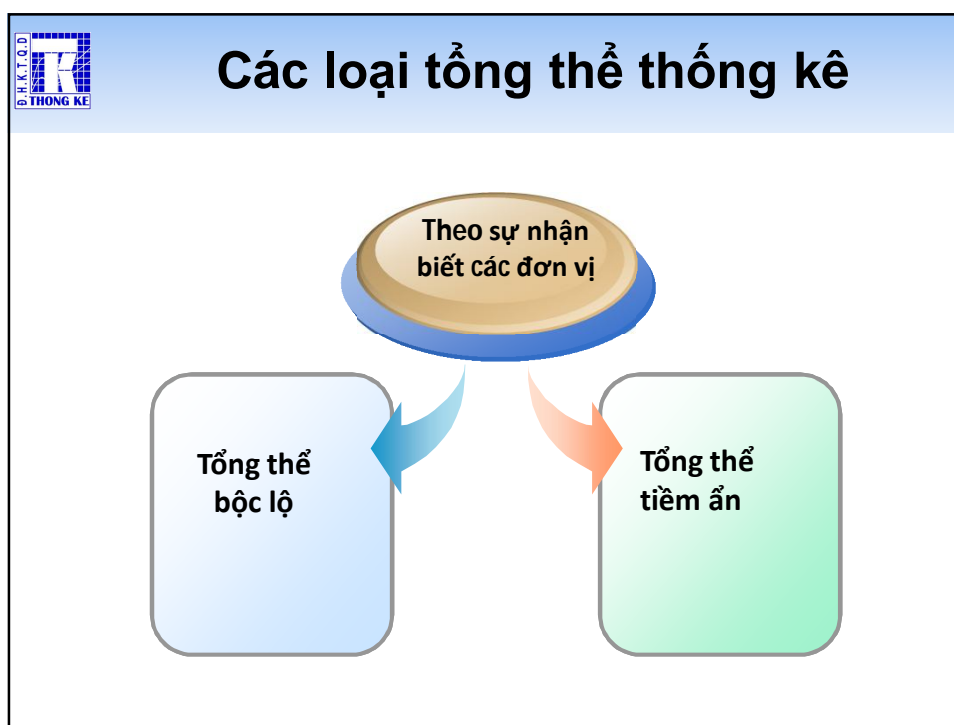 Đ.H.K.T.Q.D
THONG KE
Các loại tổng thể thống kê
Theo sự nhận
biết các đơn vị
Tổng thể
bộc lộ
Tổng thể
tiềm ẩn